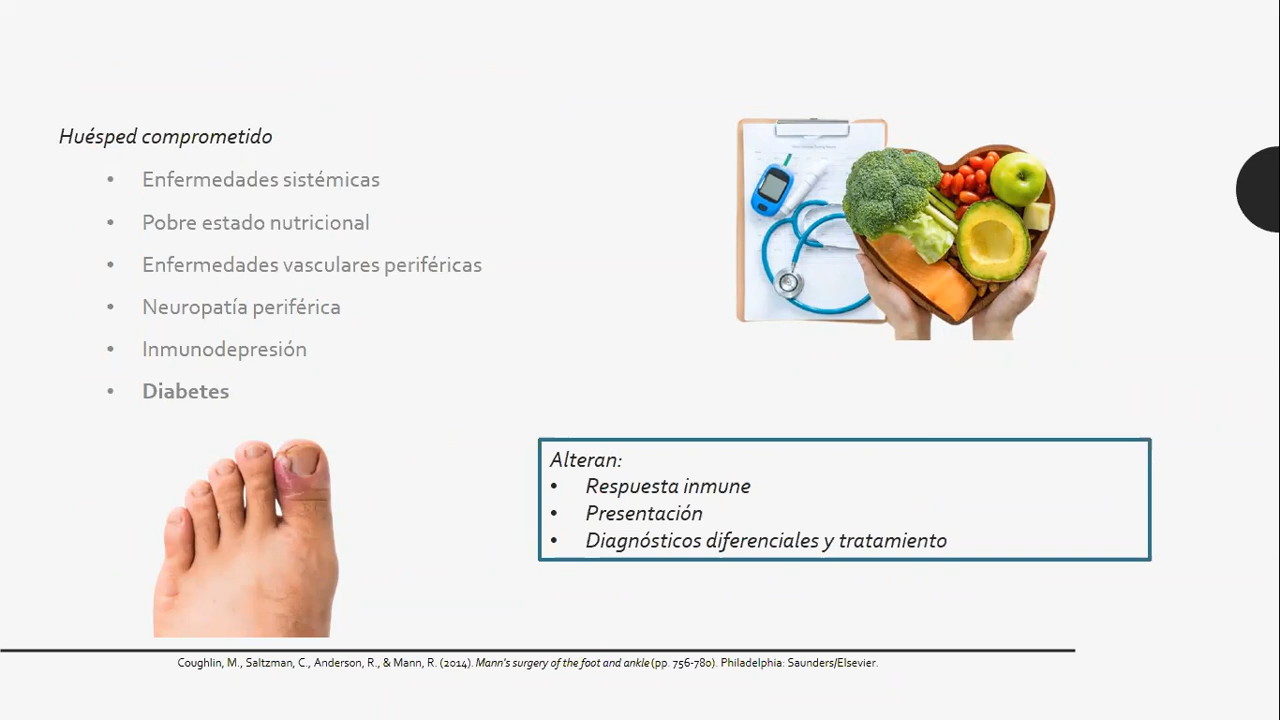 Huésped comprometido
• Enfermedades sistémicas
• Pobre estado nutricional
• Enfermedades vasculares periféricas
• Neuropatía periférica
• Inmunodepresión
• Diabetes
Alteran:
• Respuesta inmune
• Presentación
• Diagnósticos diferenciales y tratamiento
Coughlin, M., Saltzman, C., Anderson, R., & Mann, R. (2014). Mann's surgery of the foot and ankle (pp. 756-780). Philadelphia: Saunders/Elsevier.